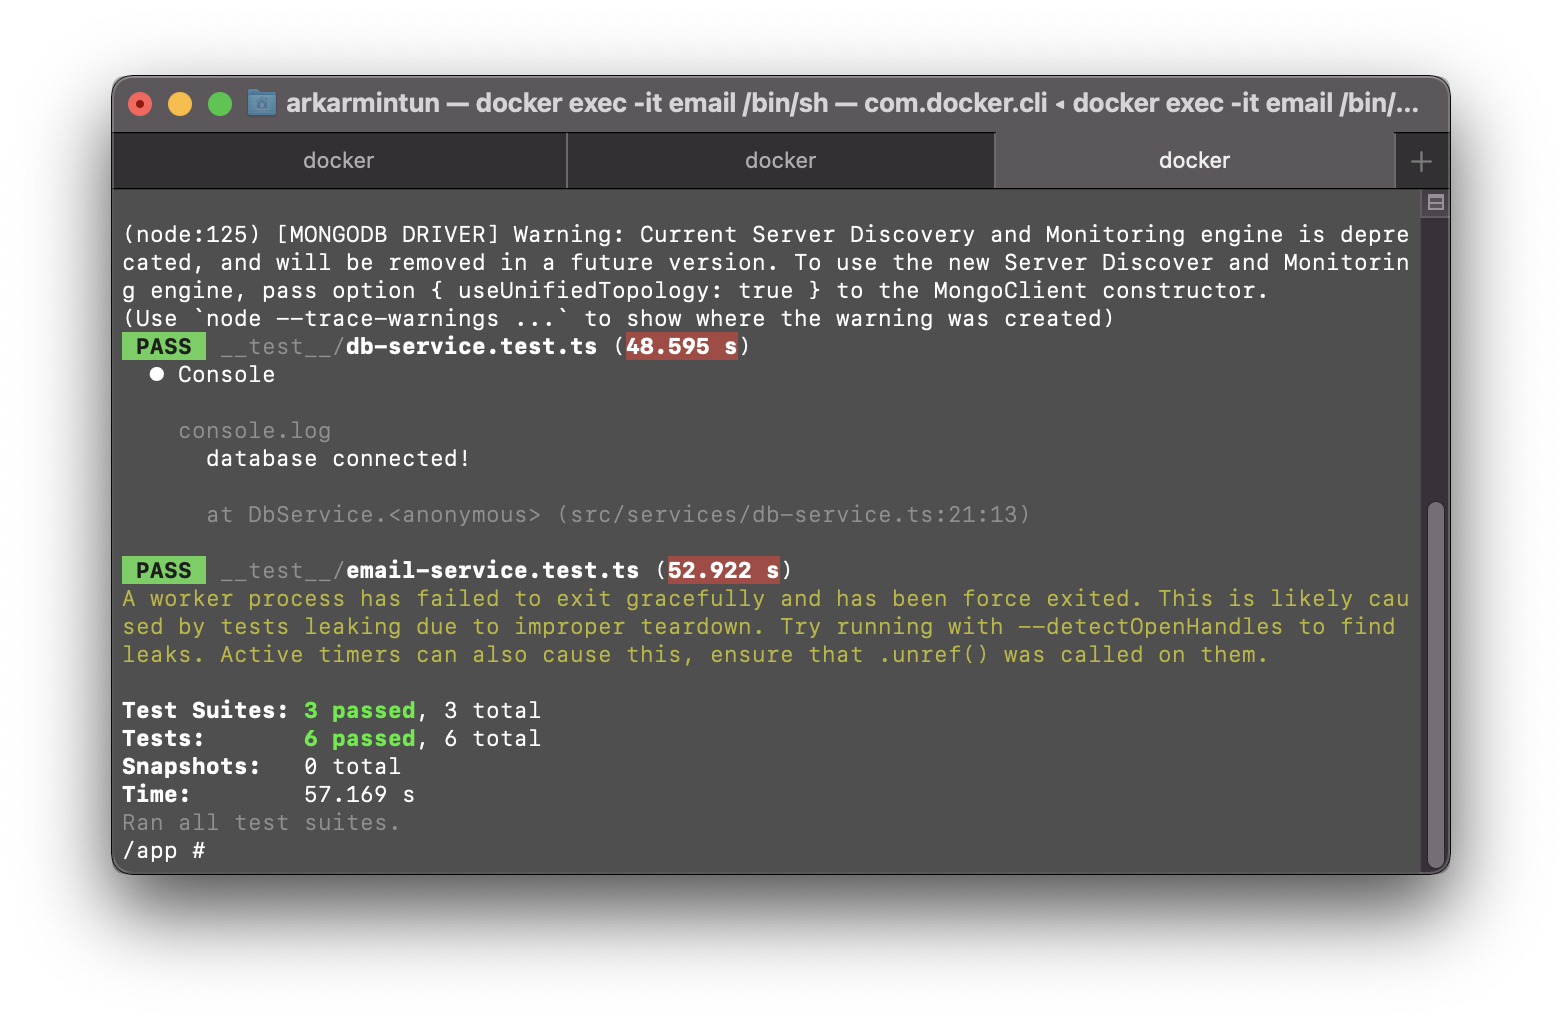 arkarmintun — docker exec -it email /bin/sh — com.docker.cli ◂ docker exec -it email /bin/...
docker docker docker
(node:125) [MONGODB DRIVER] Warning: Current Server Discovery and Monitoring engine is depre
cated, and will be removed in a future version. To use the new Server Discover and Monitorin
g engine, pass option { useUnifiedTopology: true } to the MongoClient constructor.
(Use `node --trace-warnings ...` to show where the warning was created)
PASS __test__/db-service.test.ts (48.595 s)
● Console
console.log
database connected!
at DbService.<anonymous> (src/services/db-service.ts:21:13)
PASS __test__/email-service.test.ts (52.922 s)
A worker process has failed to exit gracefully and has been force exited. This is likely cau
sed by tests leaking due to improper teardown. Try running with --detectOpenHandles to find
leaks. Active timers can also cause this, ensure that .unref() was called on them.
Test Suites: 3 passed, 3 total
Tests: 6 passed, 6 total
Snapshots: 0 total
Time: 57.169 s
Ran all test suites.
/app #